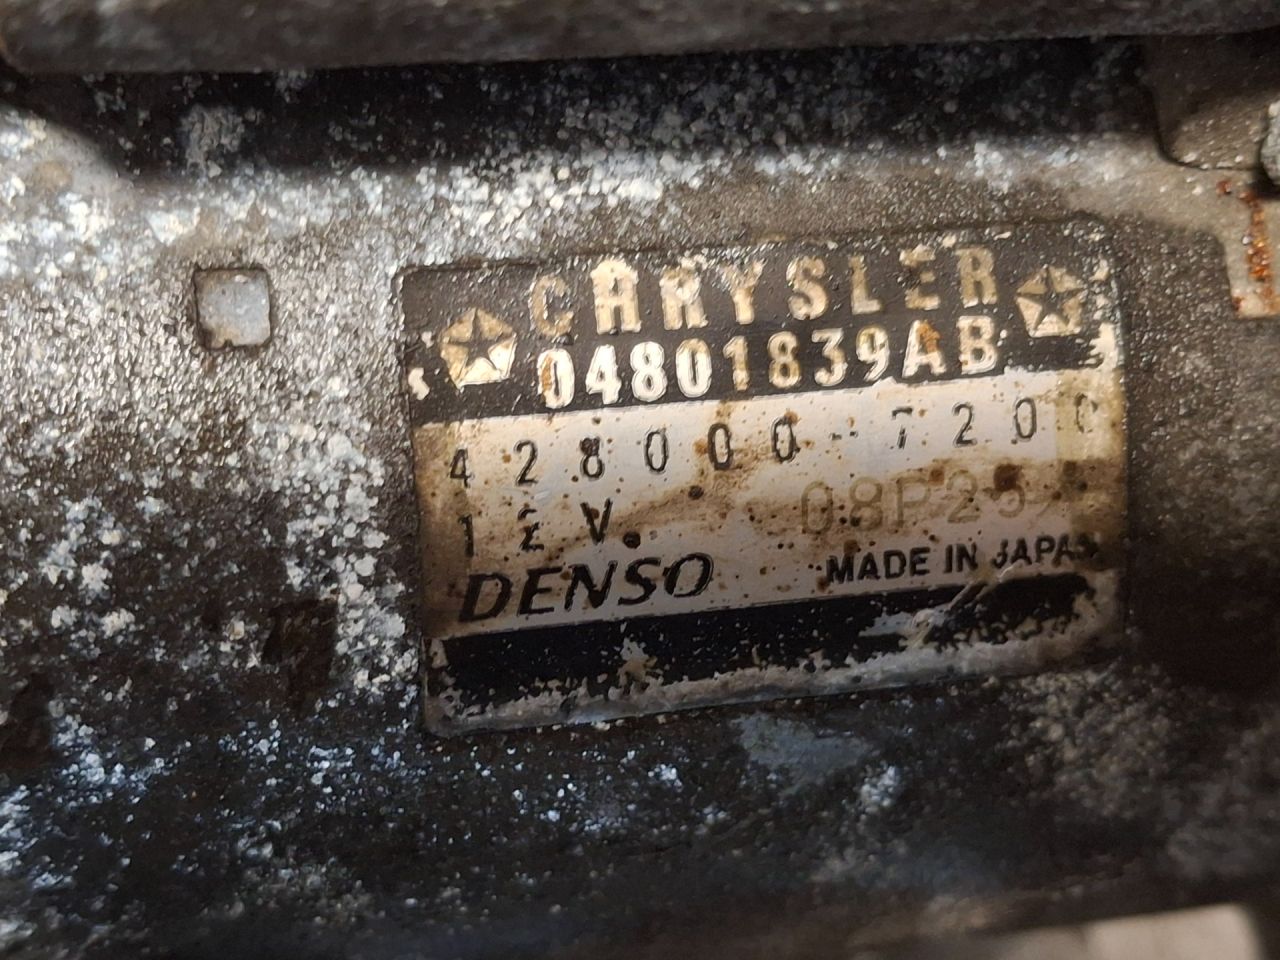 CHRYSLER
04801839AB
428000-7200
12V.
DENSO MADE IN JAPAN